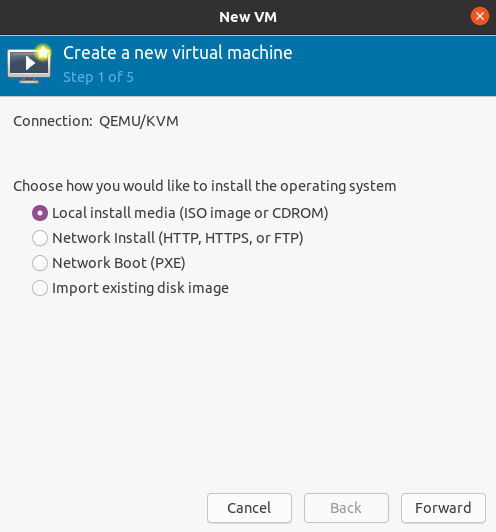 New VM
Create a new virtual machine
Step 1 of 5
Connection: QEMU/KVM
Choose how you would like to install the operating system
Local install media (ISO image or CDROM)
Network Install (HTTP, HTTPS, or FTP)
Network Boot (PXE)
Import existing disk image
Cancel Back Forward